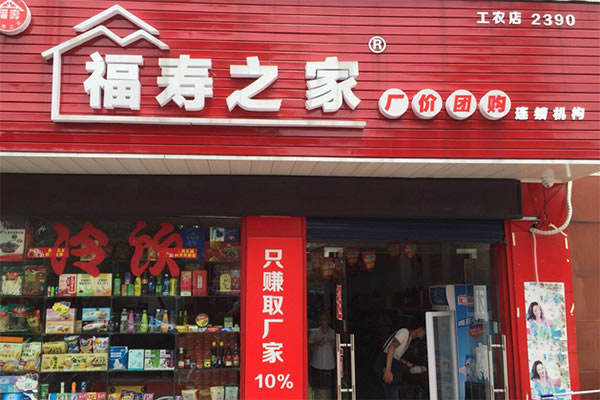 工农店 2390
福寿之家®
厂价团购 连锁机构
冷饮
只赚取厂家
10%